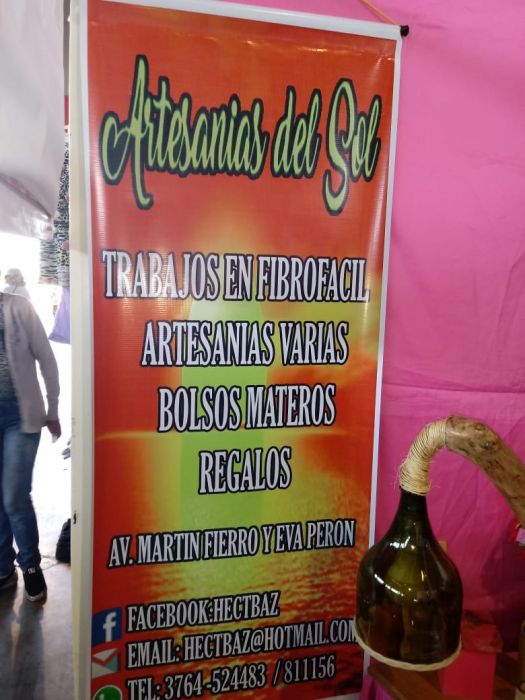 Artesanias del Sol
TRABAJOS EN FIBROFACIL
ARTESANIAS VARIAS
BOLSOS MATEROS
REGALOS
AV. MARTIN FIERRO Y EVA PERON
FACEBOOK:HECTBAZ
EMAIL: HECTBAZ@HOTMAIL.COM
TEL: 3764-524483 / 811156